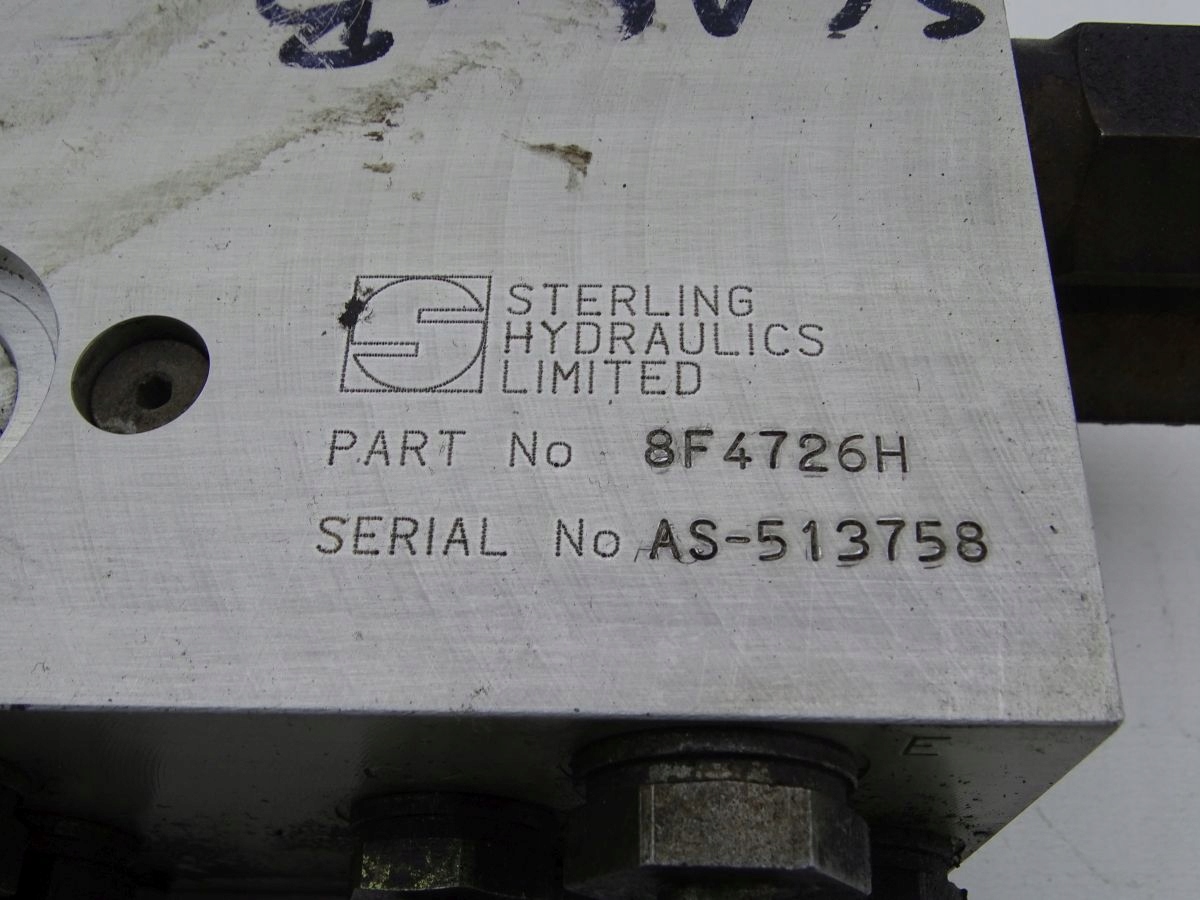 STERLING
HYDRAULICS
LIMITED
PART No 8F4726H
SERIAL No AS-513758
E